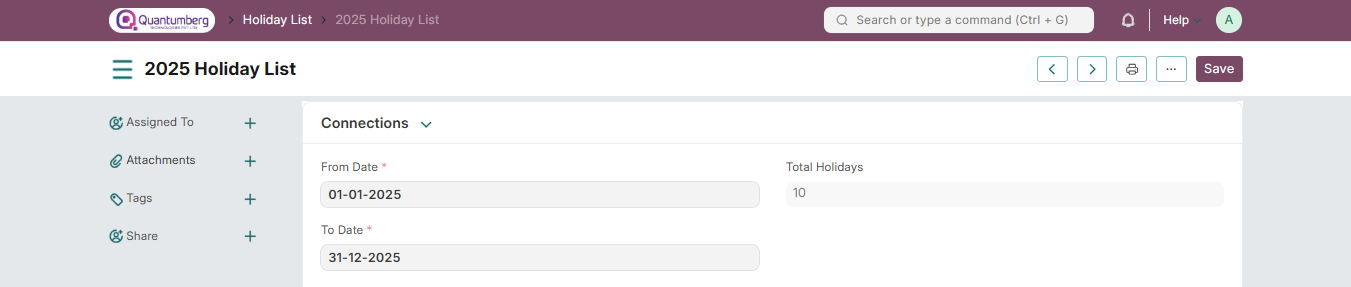 Quantumberg
TECHNOLOGIES PVT LTD
Holiday List
2025 Holiday List
Search or type a command (Ctrl + G)
Help
A
2025 Holiday List
...
Save
Assigned To
Attachments
Tags
Share
Connections
From Date *
01-01-2025
Total Holidays
10
To Date *
31-12-2025